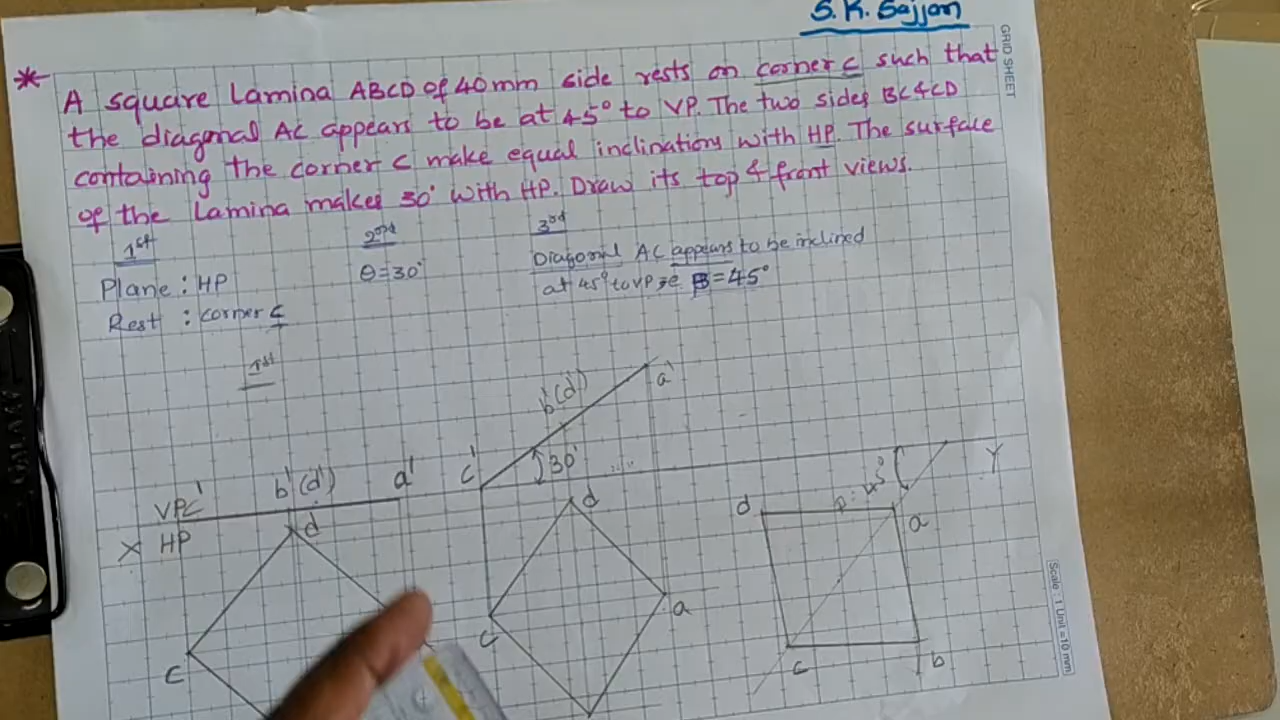 S.K. Sajjan
GRID SHEET
* A square Lamina ABCD of 40mm side rests on corner C such that
the diagonal AC appears to be at 45° to VP. The two sides BC & CD
containing the corner C make equal inclinations with HP. The surface
of the Lamina makes 30° with HP. Draw its top & front views.
1st 2nd 3rd
Plane : HP θ=30° Diagonal AC appears to be inclined
Rest : corner C at 45° to VP ie β=45°
1st
b'(d') a'
VP c' b'(d') a' c' 30° 45° Y
X HP d d d a
c c a c b
Scale : 1 Unit = 10 mm